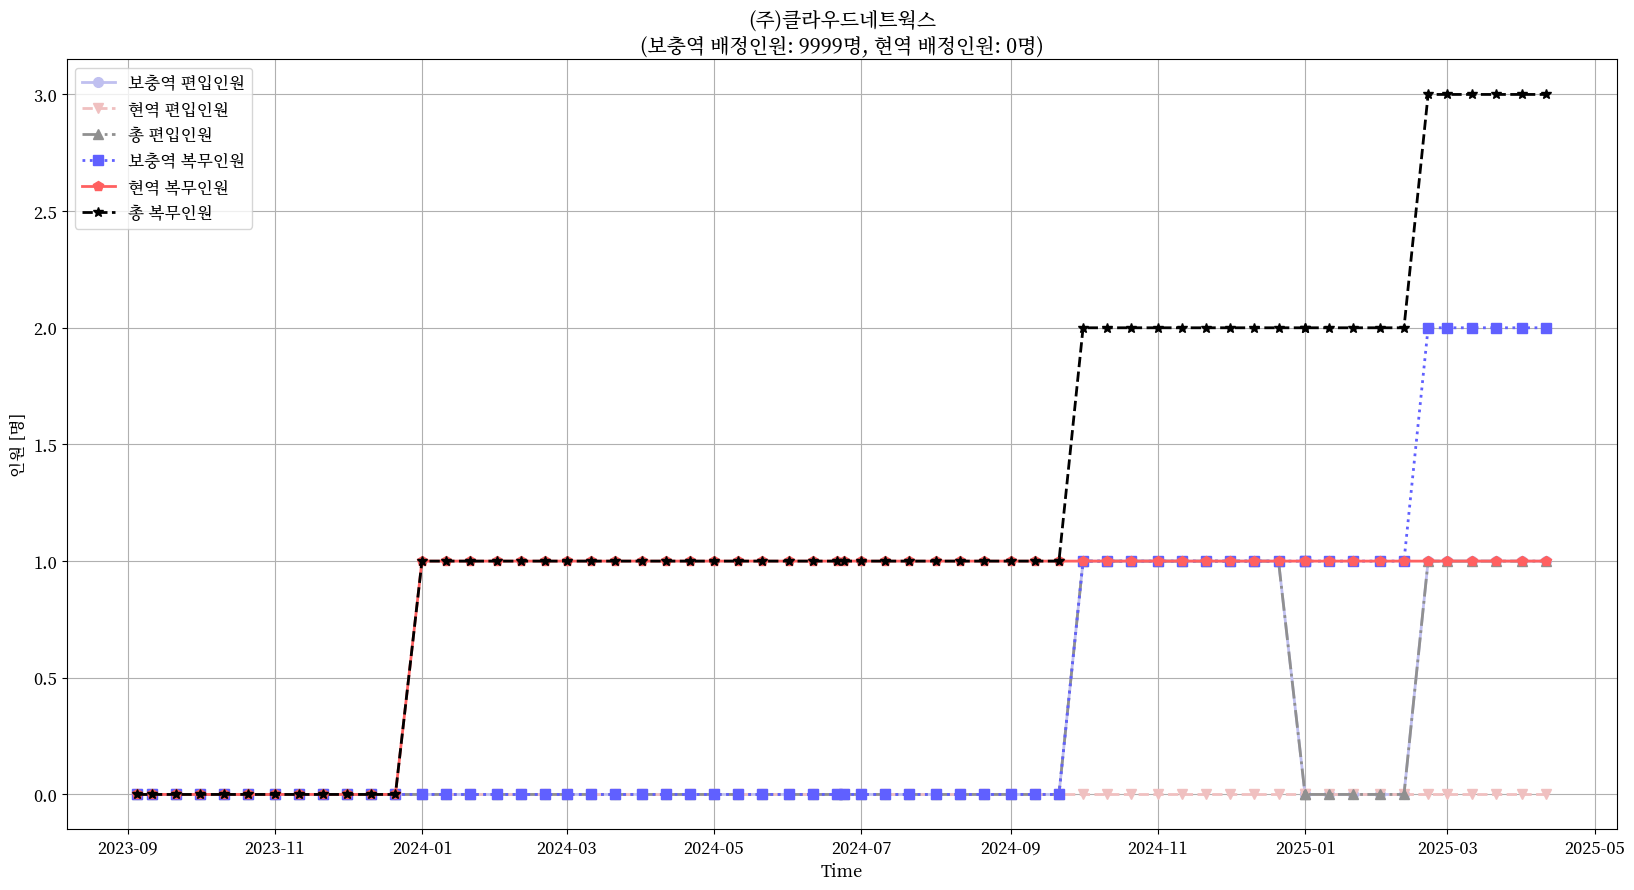 (주)클라우드네트웍스
(보충역 배정인원: 9999명, 현역 배정인원: 0명)
보충역 편입인원
현역 편입인원
총 편입인원
보충역 복무인원
현역 복무인원
총 복무인원
인원 [명]
3.0
2.5
2.0
1.5
1.0
0.5
0.0
2023-09
2023-11
2024-01
2024-03
2024-05
2024-07
2024-09
2024-11
2025-01
2025-03
2025-05
Time